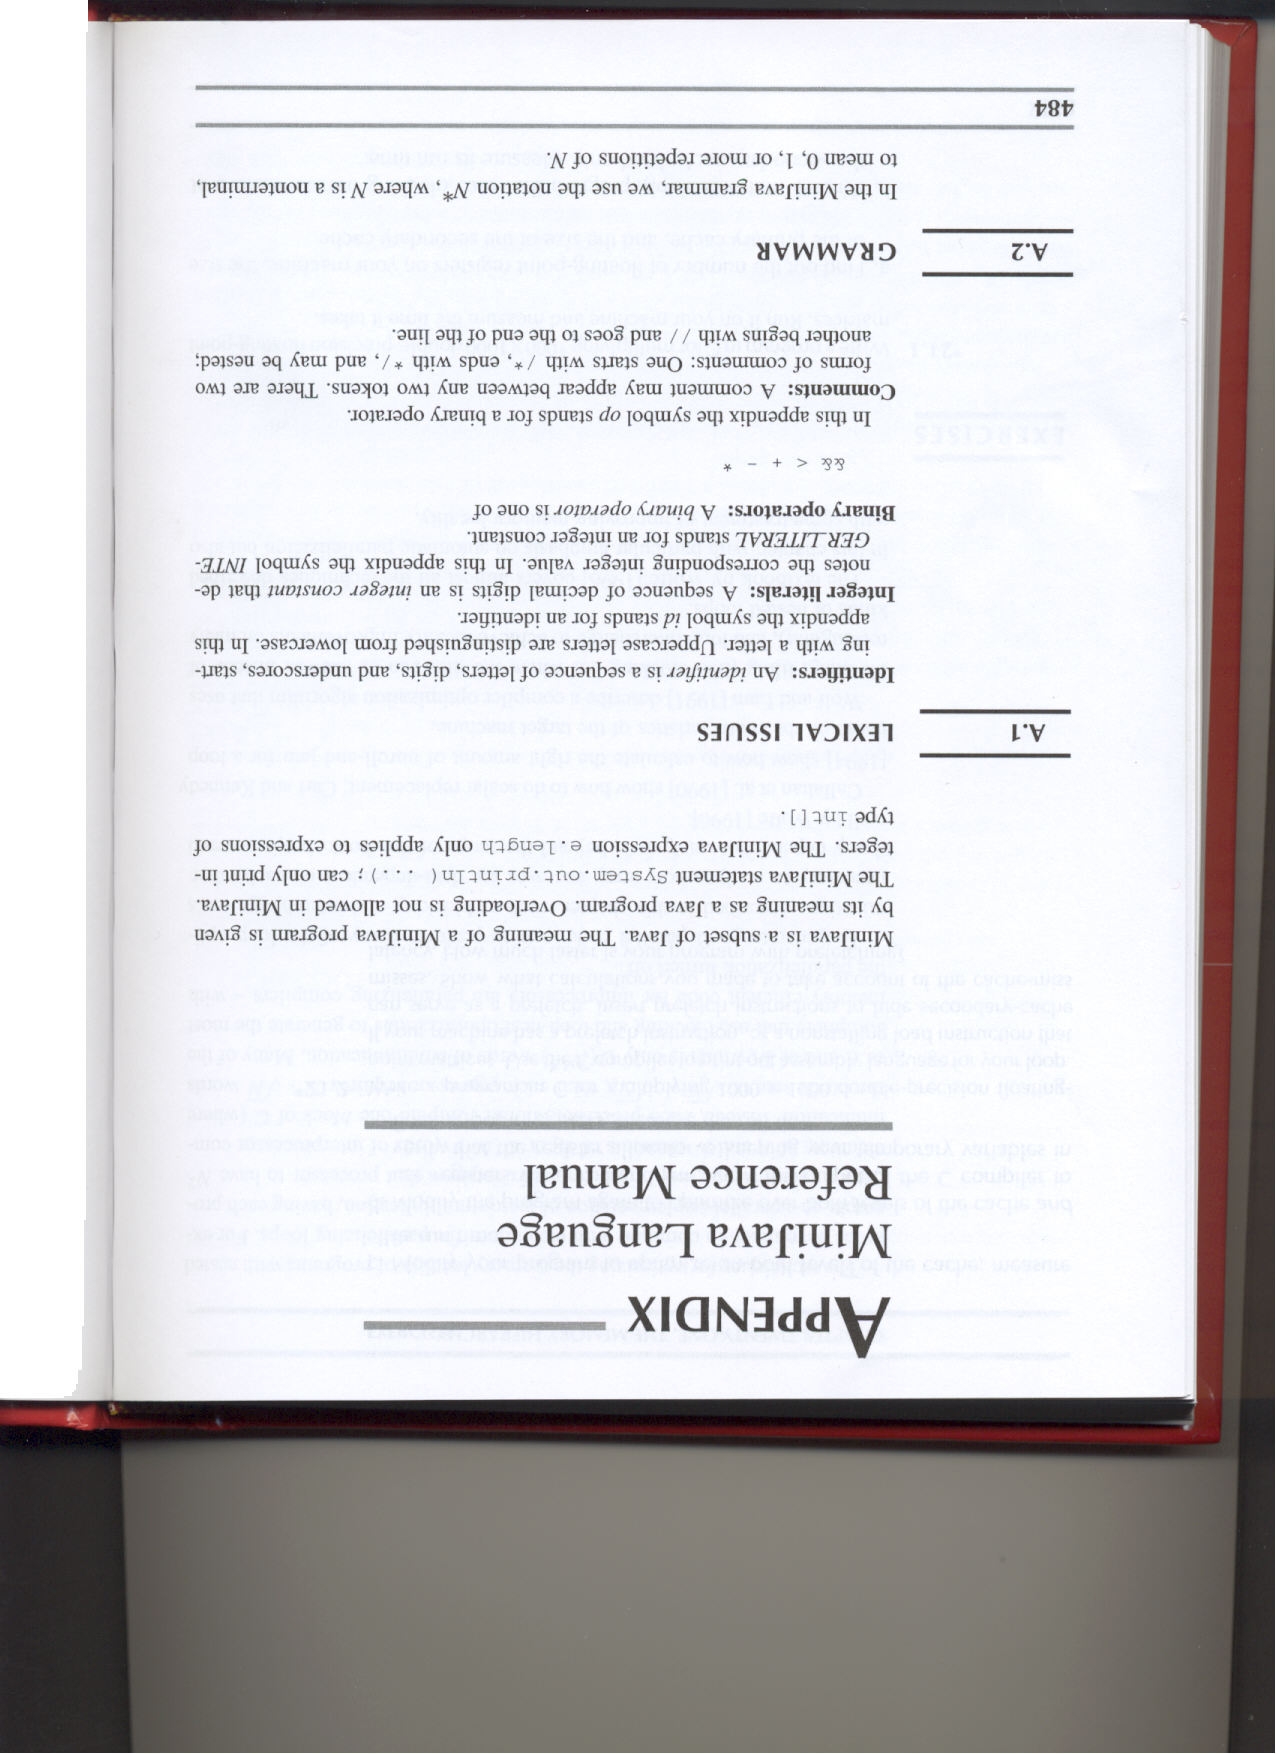 APPENDIX
MiniJava Language
Reference Manual
MiniJava is a subset of Java. The meaning of a MiniJava program is given
by its meaning as a Java program. Overloading is not allowed in MiniJava.
The MiniJava statement System.out.println( ... ); can only print in-
tegers. The MiniJava expression e.length only applies to expressions of
type int[].
A.1 LEXICAL ISSUES
Identifiers: An identifier is a sequence of letters, digits, and underscores, start-
ing with a letter. Uppercase letters are distinguished from lowercase. In this
appendix the symbol id stands for an identifier.
Integer literals: A sequence of decimal digits is an integer constant that de-
notes the corresponding integer value. In this appendix the symbol INTE-
GER_LITERAL stands for an integer constant.
Binary operators: A binary operator is one of
&& < + - *
In this appendix the symbol op stands for a binary operator.
Comments: A comment may appear between any two tokens. There are two
forms of comments: One starts with /*, ends with */, and may be nested;
another begins with // and goes to the end of the line.
A.2 GRAMMAR
In the MiniJava grammar, we use the notation N*, where N is a nonterminal,
to mean 0, 1, or more repetitions of N.
484